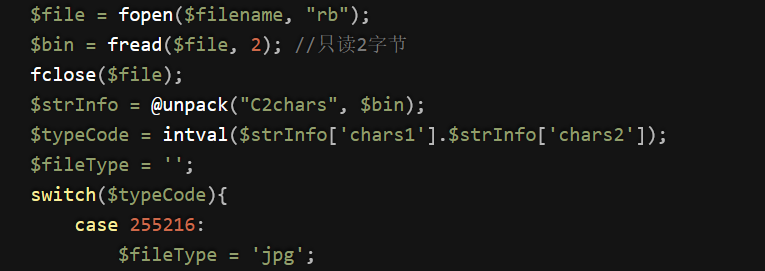 $file = fopen($filename, "rb");
$bin = fread($file, 2); //只读2字节
fclose($file);
$strInfo = @unpack("C2chars", $bin);
$typeCode = intval($strInfo['chars1'].$strInfo['chars2']);
$fileType = '';
switch($typeCode){
case 255216:
$fileType = 'jpg';